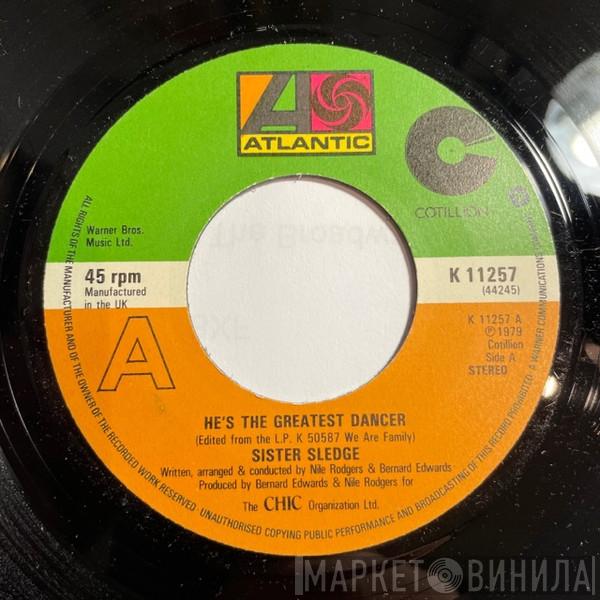 ATLANTIC
COTILLION
Warner Bros.
Music Ltd.
45 rpm
Manufactured
in the UK
K 11257
(44245)
A
K 11257 A
℗ 1979
Cotillion
Side A
STEREO
HE'S THE GREATEST DANCER
(Edited from the L.P. K 50587 We Are Family)
SISTER SLEDGE
Written, arranged & conducted by Nile Rodgers & Bernard Edwards
Produced by Bernard Edwards & Nile Rodgers for
The CHIC Organization Ltd.
ALL RIGHTS OF THE MANUFACTURER AND OF THE OWNER OF THE RECORDED WORK RESERVED. UNAUTHORISED COPYING PUBLIC PERFORMANCE AND BROADCASTING OF THIS RECORD PROHIBITED. A WARNER COMMUNICATIONS
МАРКЕТ ВИНИЛА